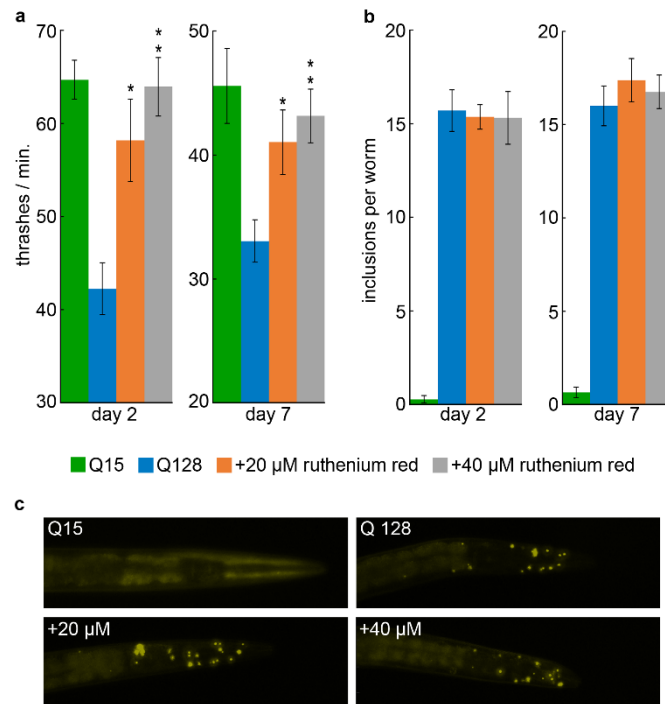 a
b
70
60
50
40
30
thrashes / min.
*
**
day 2
50
40
30
20
*
**
day 7
20
15
10
5
0
inclusions per worm
day 2
20
15
10
5
0
day 7
Q15 Q128 +20 µM ruthenium red +40 µM ruthenium red
c
Q15
Q 128
+20 µM
+40 µM